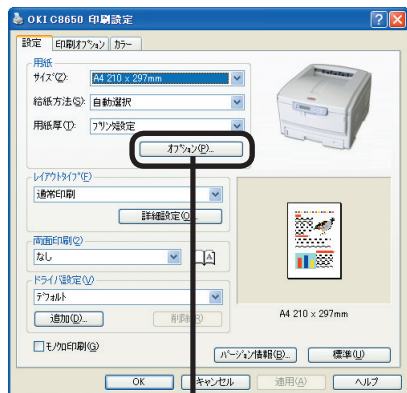 OKI C8650 印刷設定
設定 印刷ｵﾌﾟｼｮﾝ ｶﾗｰ
用紙
ｻｲｽﾞ(Z): A4 210 x 297mm
給紙方法(S): 自動選択
用紙厚(T): ﾌﾟﾘﾝﾀ設定
ｵﾌﾟｼｮﾝ(P)...
ﾚｲｱｳﾄﾀｲﾌﾟ(E)
通常印刷
詳細設定(O)...
両面印刷(2)
なし
ﾄﾞﾗｲﾊﾞ設定(V)
ﾃﾞﾌｫﾙﾄ
追加(D)... 削除(R)
A4 210 x 297mm
ﾓﾉｸﾛ印刷(G)
ﾊﾞｰｼﾞｮﾝ情報(B)... 標準(U)
OK ｷｬﾝｾﾙ 適用(A) ﾍﾙﾌﾟ